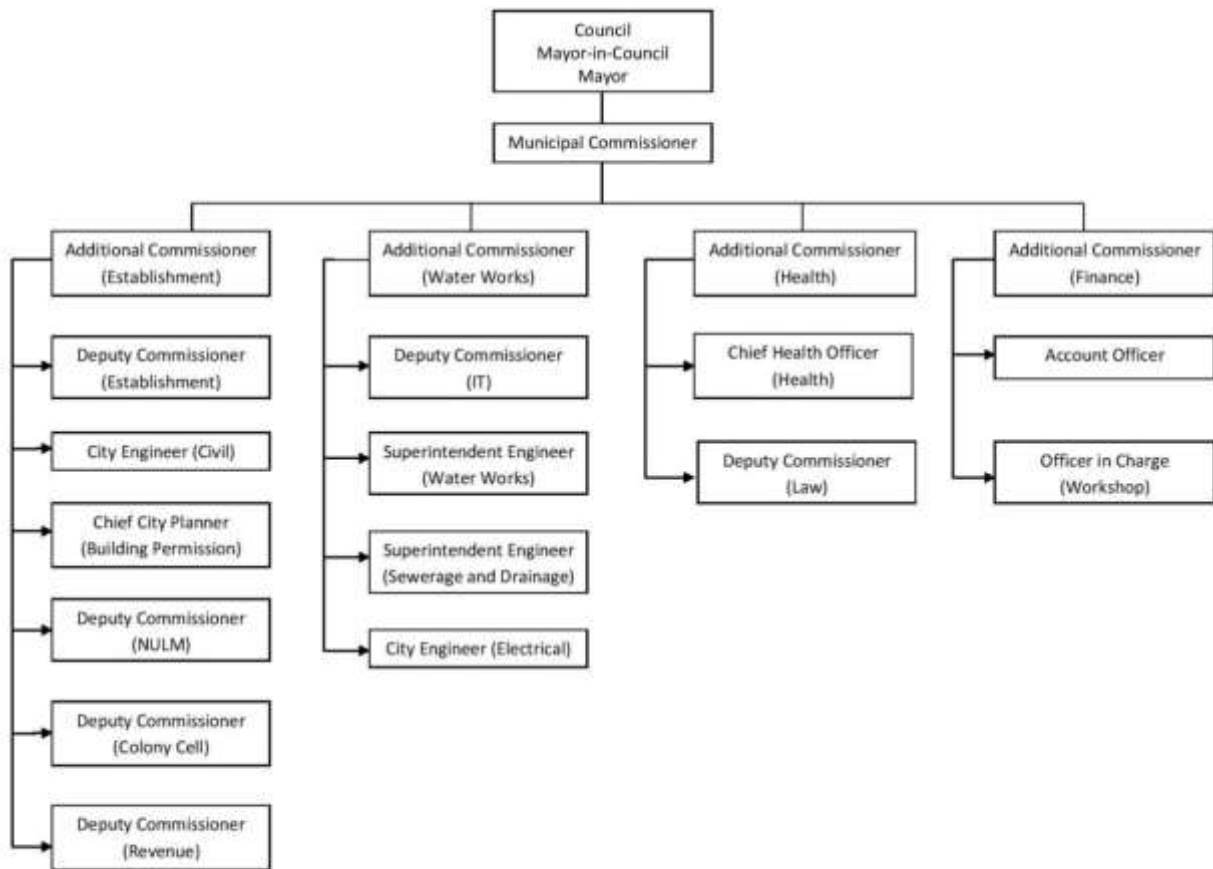 Council
Mayor-in-Council
Mayor
Municipal Commissioner
Additional Commissioner
(Establishment)
Deputy Commissioner
(Establishment)
City Engineer (Civil)
Chief City Planner
(Building Permission)
Deputy Commissioner
(NULM)
Deputy Commissioner
(Colony Cell)
Deputy Commissioner
(Revenue)
Additional Commissioner
(Water Works)
Deputy Commissioner
(IT)
Superintendent Engineer
(Water Works)
Superintendent Engineer
(Sewerage and Drainage)
City Engineer (Electrical)
Additional Commissioner
(Health)
Chief Health Officer
(Health)
Deputy Commissioner
(Law)
Additional Commissioner
(Finance)
Account Officer
Officer in Charge
(Workshop)